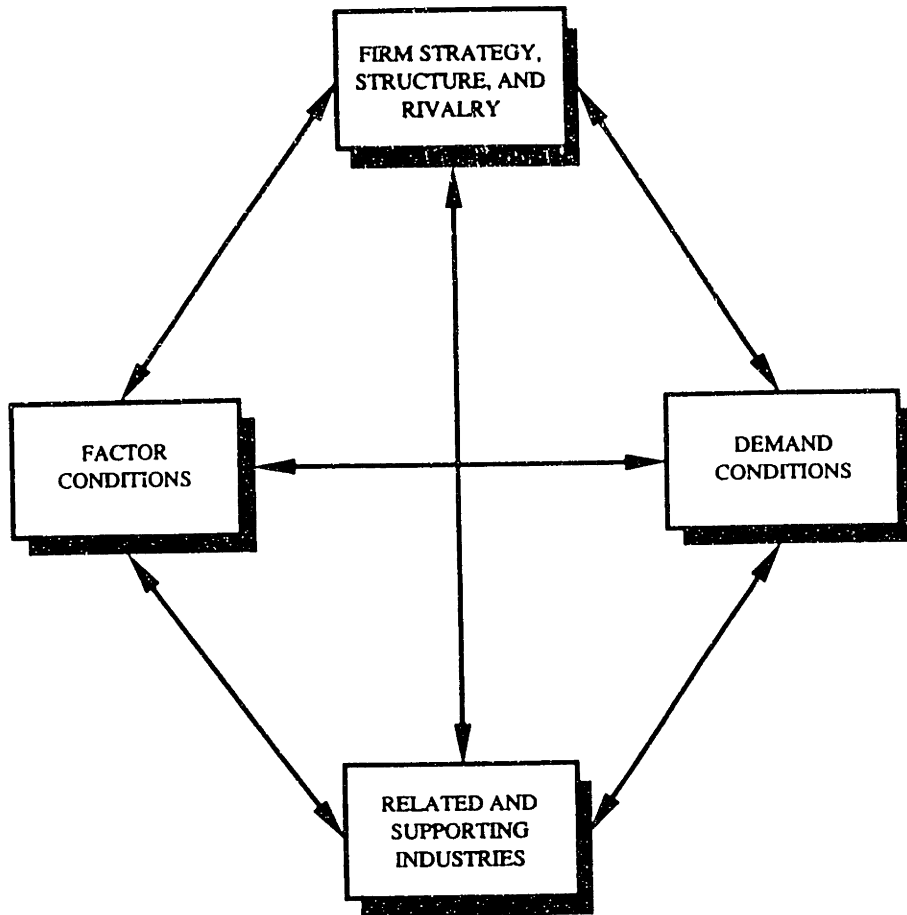 FIRM STRATEGY,
STRUCTURE, AND
RIVALRY
FACTOR
CONDITIONS
DEMAND
CONDITIONS
RELATED AND
SUPPORTING
INDUSTRIES